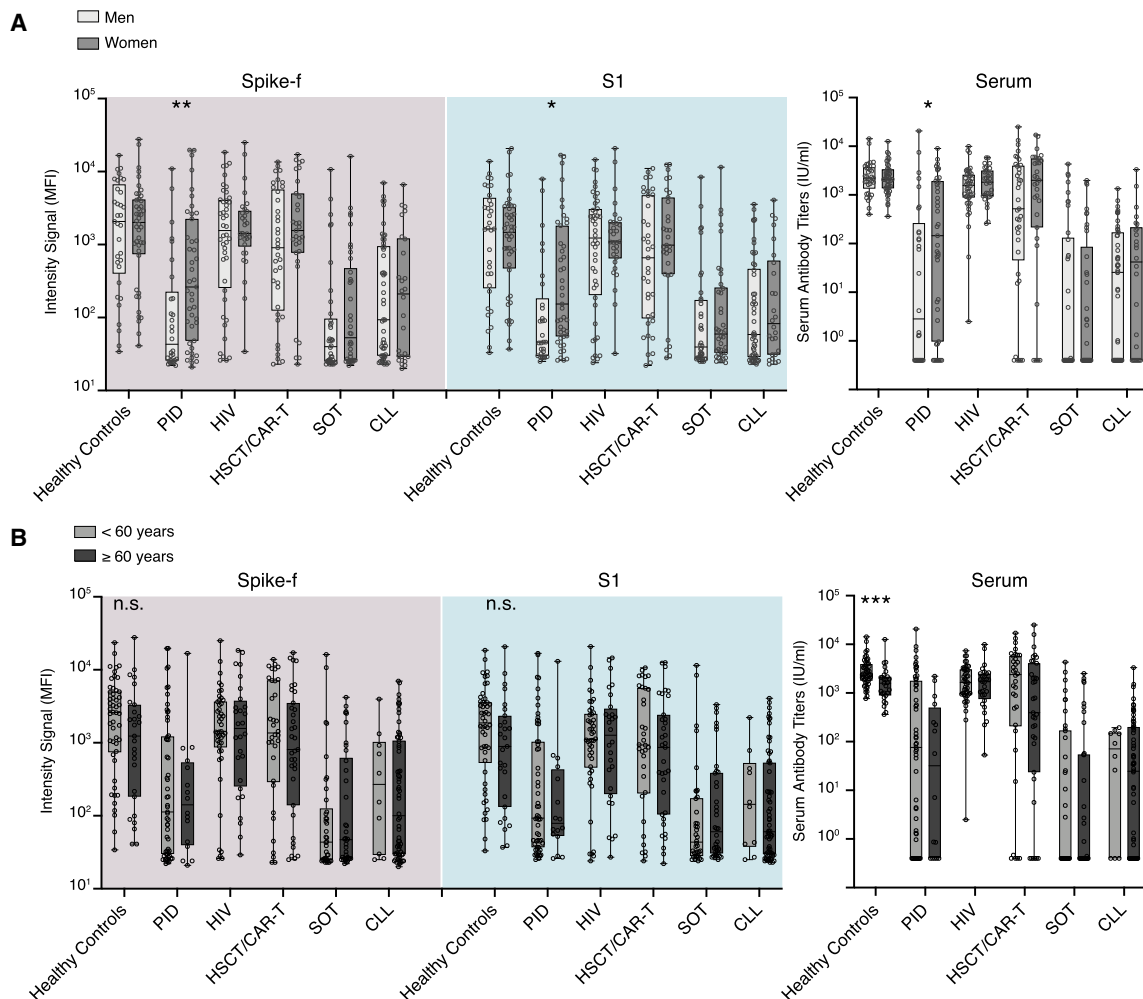 A
Men
Women
Spike-f
S1
Serum
** 
*
*
Intensity Signal (MFI)
10⁵
10⁴
10³
10²
10¹
Serum Antibody Titers (IU/ml)
10⁵
10⁴
10³
10²
10¹
10⁰
Healthy Controls
PID
HIV
HSCT/CAR-T
SOT
CLL
Healthy Controls
PID
HIV
HSCT/CAR-T
SOT
CLL
Healthy Controls
PID
HIV
HSCT/CAR-T
SOT
CLL
B
< 60 years
≥ 60 years
Spike-f
S1
Serum
n.s.
n.s.
***
Intensity Signal (MFI)
10⁵
10⁴
10³
10²
10¹
Serum Antibody Titers (IU/ml)
10⁵
10⁴
10³
10²
10¹
10⁰
Healthy Controls
PID
HIV
HSCT/CAR-T
SOT
CLL
Healthy Controls
PID
HIV
HSCT/CAR-T
SOT
CLL
Healthy Controls
PID
HIV
HSCT/CAR-T
SOT
CLL